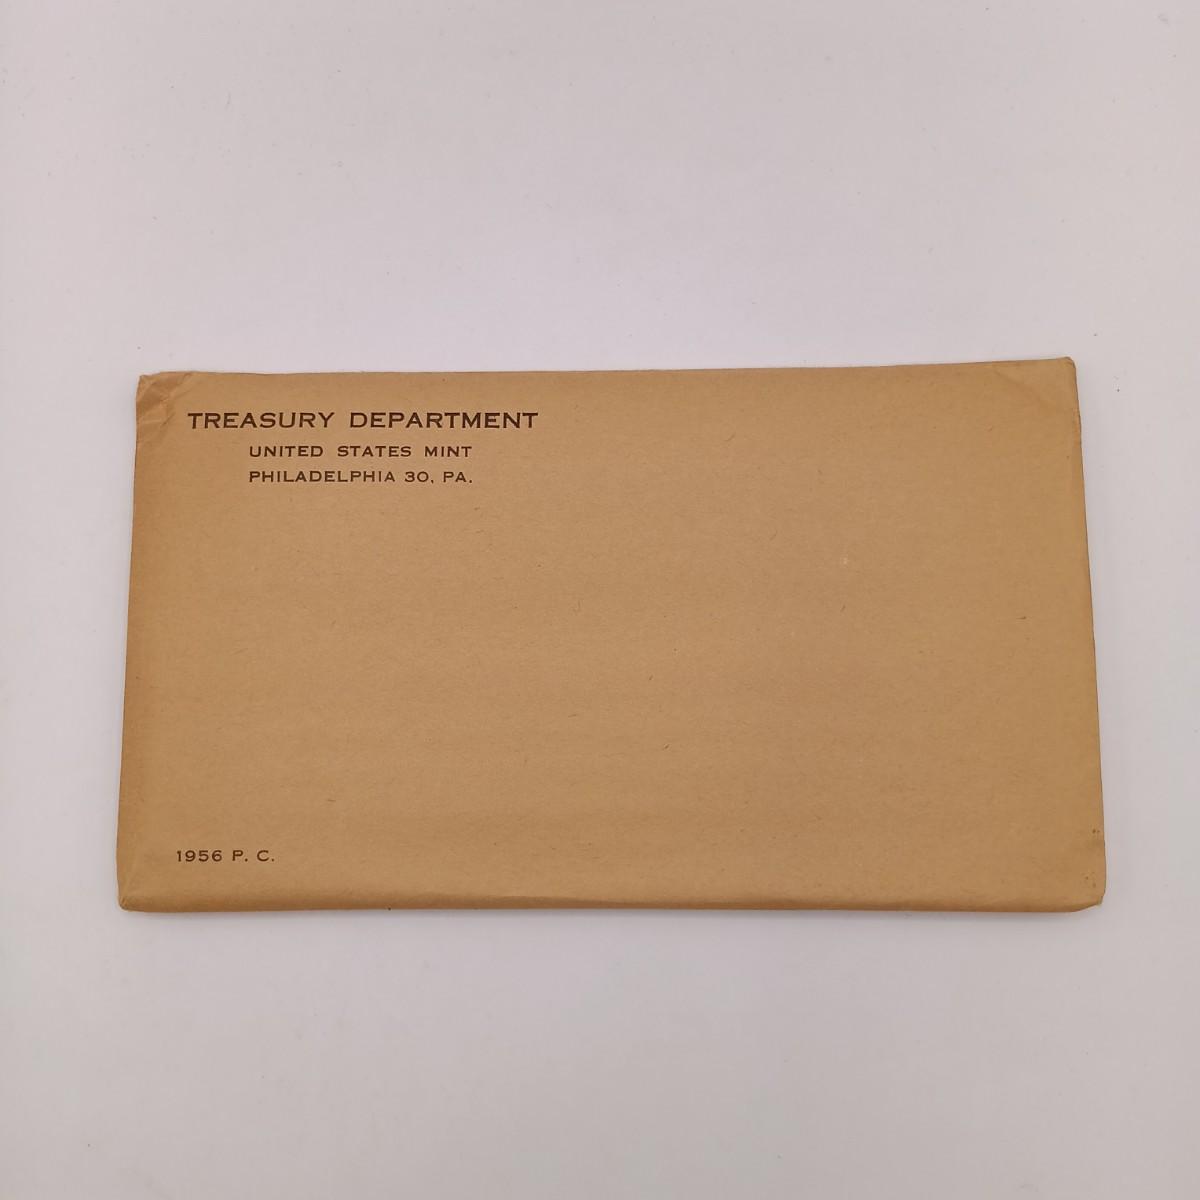 TREASURY DEPARTMENT
UNITED STATES MINT
PHILADELPHIA 30, PA.
1956 P. C.